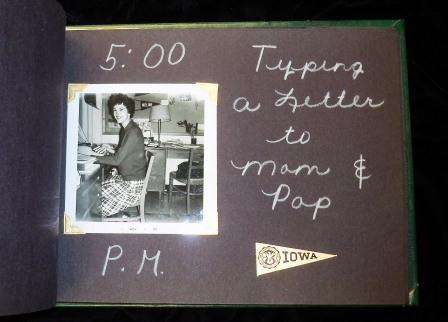 5:00
P.M.
Typing
a Letter
to
Mom &
Pop
IOWA